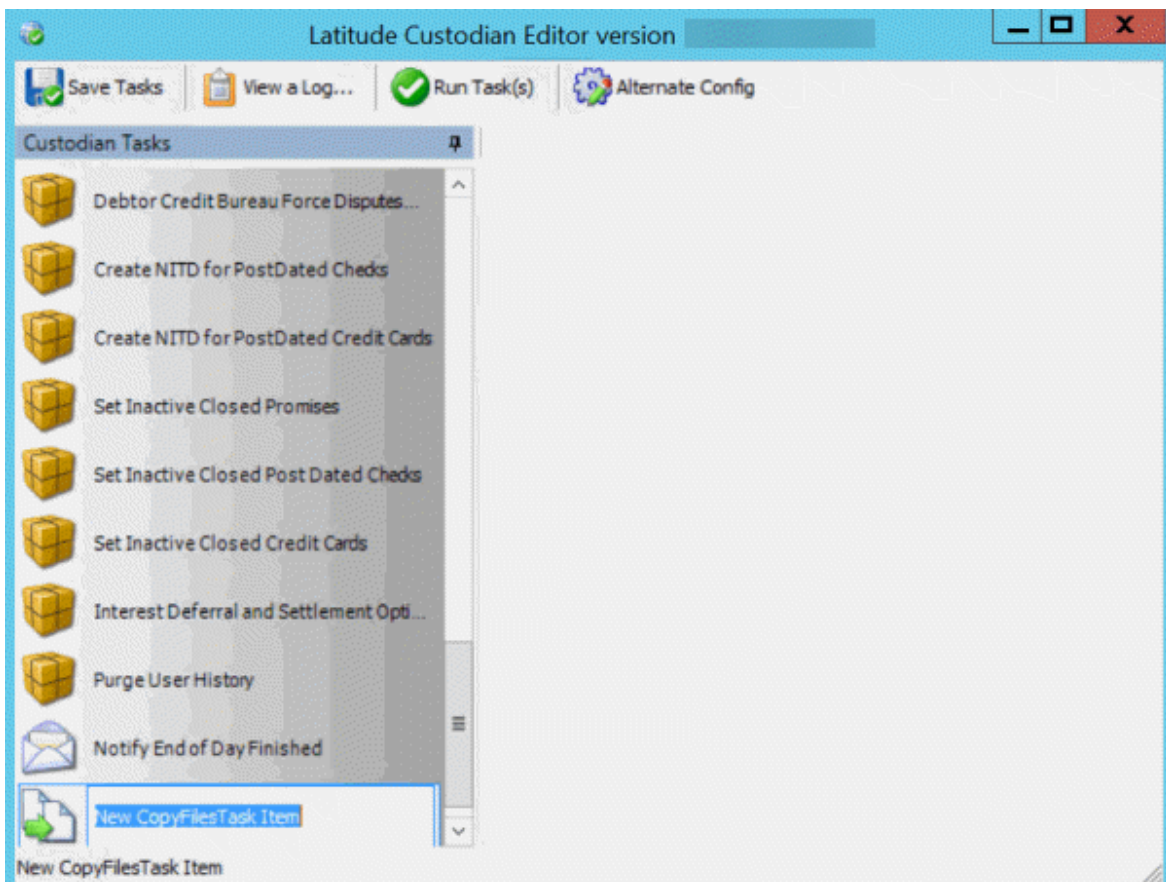 Latitude Custodian Editor version
Save Tasks View a Log... Run Task(s) Alternate Config
Custodian Tasks
Debtor Credit Bureau Force Disputes...
Create NITD for PostDated Checks
Create NITD for PostDated Credit Cards
Set Inactive Closed Promises
Set Inactive Closed Post Dated Checks
Set Inactive Closed Credit Cards
Interest Deferral and Settlement Opti...
Purge User History
Notify End of Day Finished
New CopyFilesTask Item
New CopyFilesTask Item